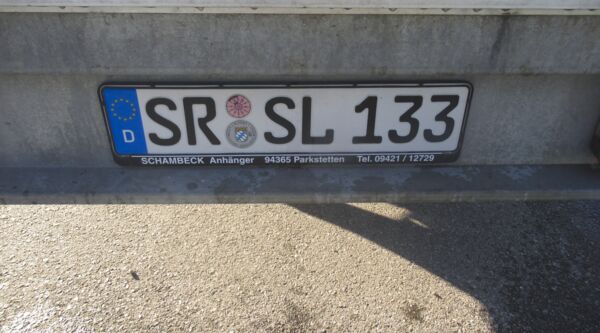 D SR SL 133
SCHAMBECK Anhänger 94365 Parkstetten Tel. 09421 / 12729